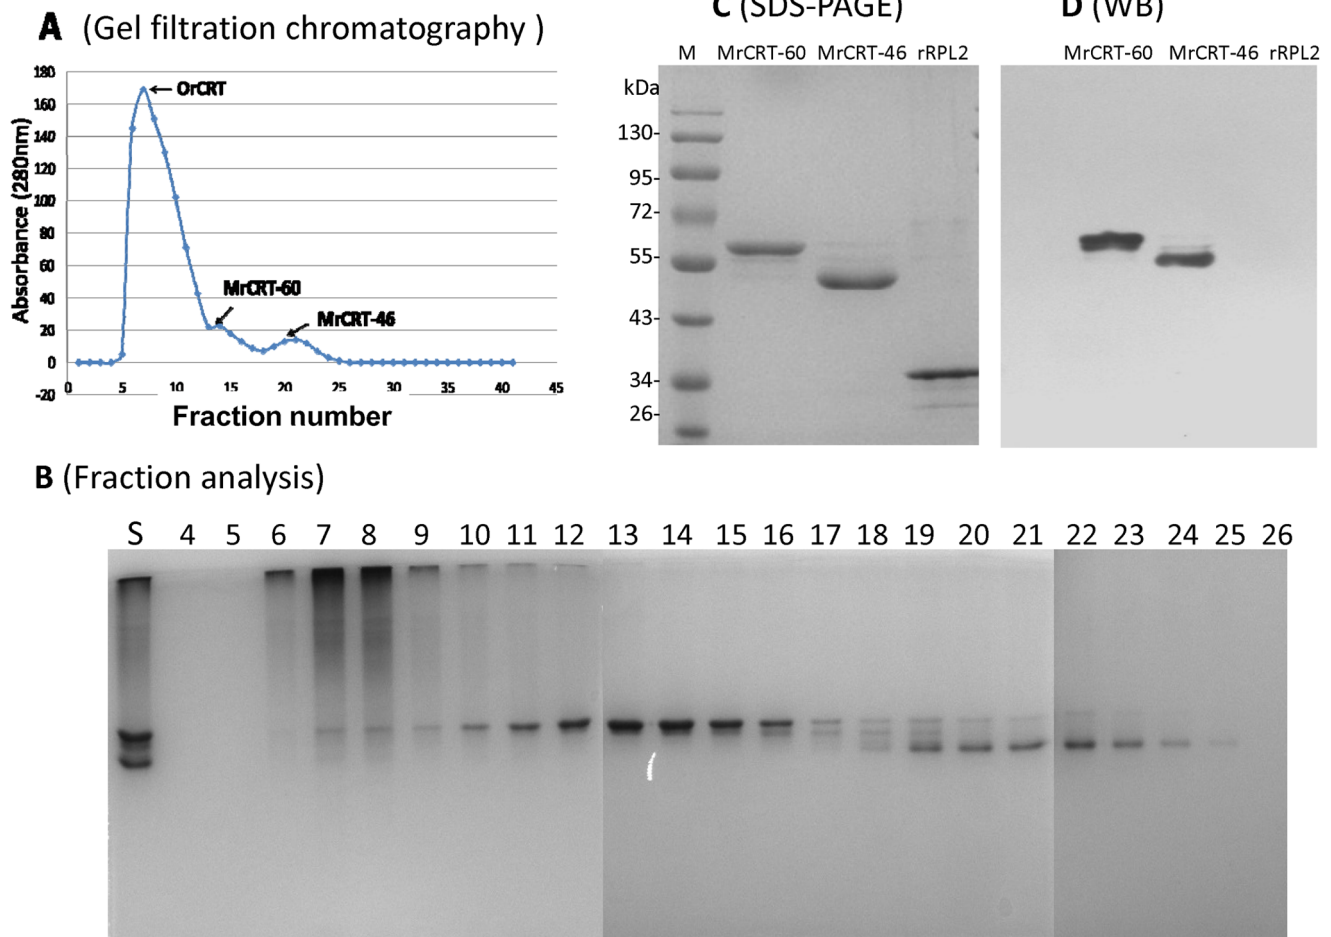 A (Gel filtration chromatography )
Absorbance (280nm)
180
160
140
120
100
80
60
40
20
0
-20
OrCRT
MrCRT-60
MrCRT-46
0 5 10 15 20 25 30 35 40 45
Fraction number
C (SDS-PAGE)
M MrCRT-60 MrCRT-46 rRPL2
kDa
130-
95-
72-
55-
43-
34-
26-
D (WB)
MrCRT-60 MrCRT-46 rRPL2
B (Fraction analysis)
S 4 5 6 7 8 9 10 11 12 13 14 15 16 17 18 19 20 21 22 23 24 25 26